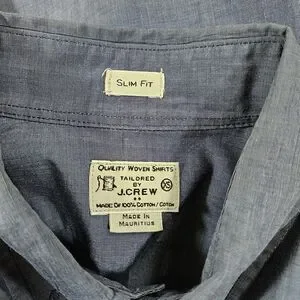 SLIM FIT
QUALITY WOVEN SHIRTS
TAILORED
BY
J.CREW
XS
MADE OF 100% COTTON / COTON
MADE IN
MAURITIUS